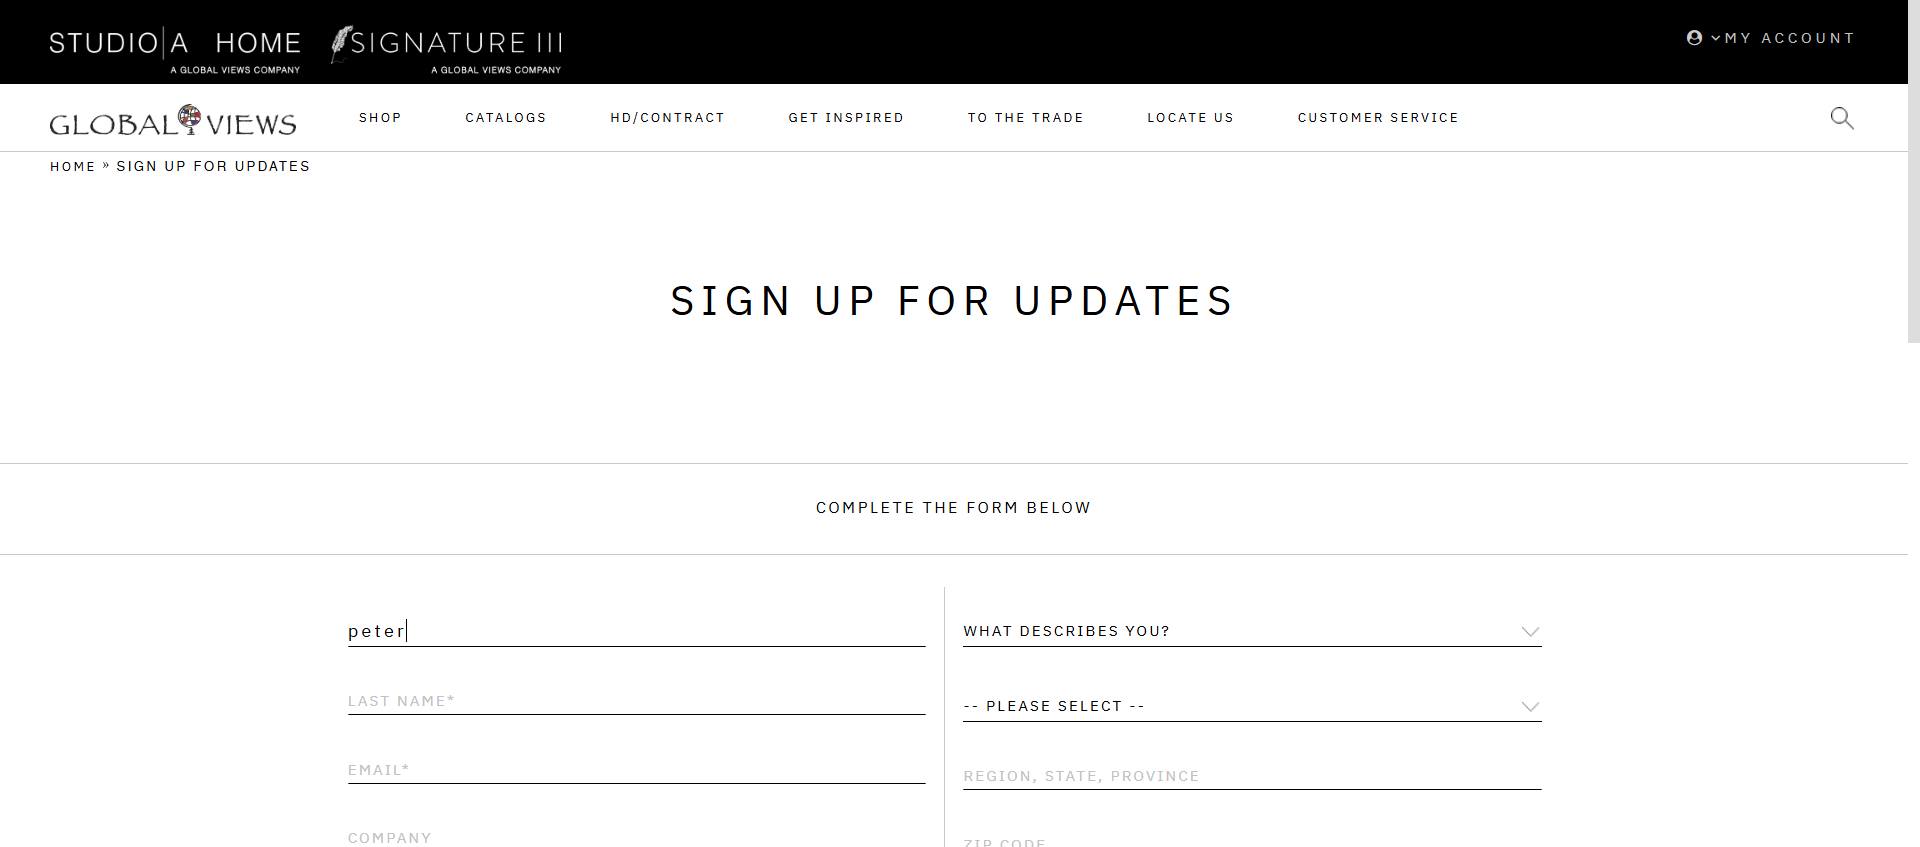 STUDIO|A HOME
A GLOBAL VIEWS COMPANY
SIGNATURE III
A GLOBAL VIEWS COMPANY
MY ACCOUNT
GLOBAL VIEWS
SHOP
CATALOGS
HD/CONTRACT
GET INSPIRED
TO THE TRADE
LOCATE US
CUSTOMER SERVICE
HOME » SIGN UP FOR UPDATES
SIGN UP FOR UPDATES
COMPLETE THE FORM BELOW
peter
LAST NAME*
EMAIL*
COMPANY
WHAT DESCRIBES YOU?
-- PLEASE SELECT --
REGION, STATE, PROVINCE
ZIP CODE